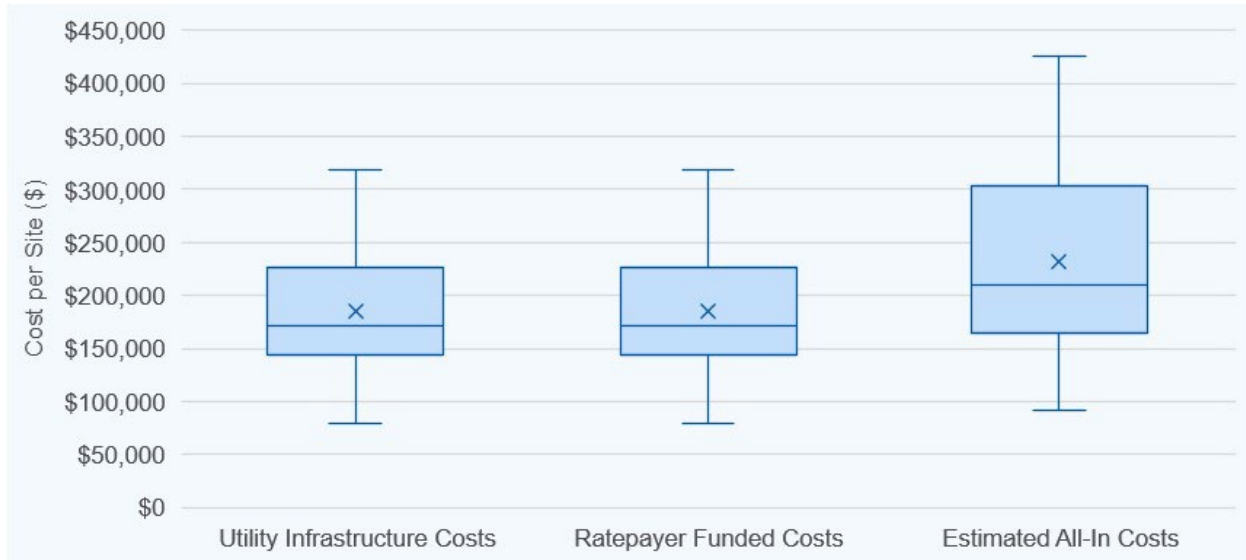 $450,000
$400,000
$350,000
$300,000
$250,000
$200,000
$150,000
$100,000
$50,000
$0
Cost per Site ($)
Utility Infrastructure Costs
Ratepayer Funded Costs
Estimated All-In Costs